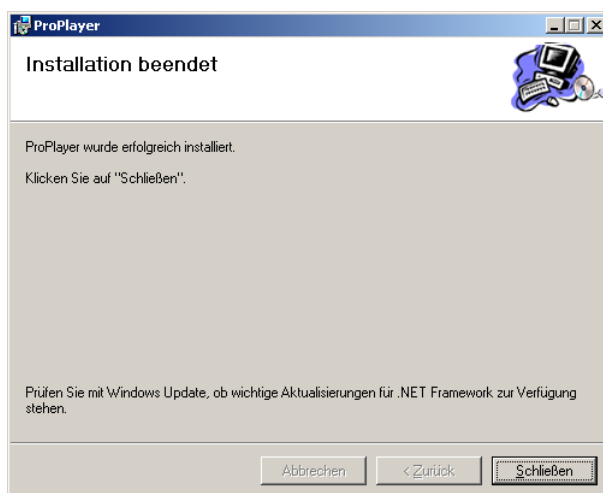 ProPlayer
Installation beendet
ProPlayer wurde erfolgreich installiert.
Klicken Sie auf "Schließen".
Prüfen Sie mit Windows Update, ob wichtige Aktualisierungen für .NET Framework zur Verfügung
stehen.
Abbrechen
< Zurück
Schließen